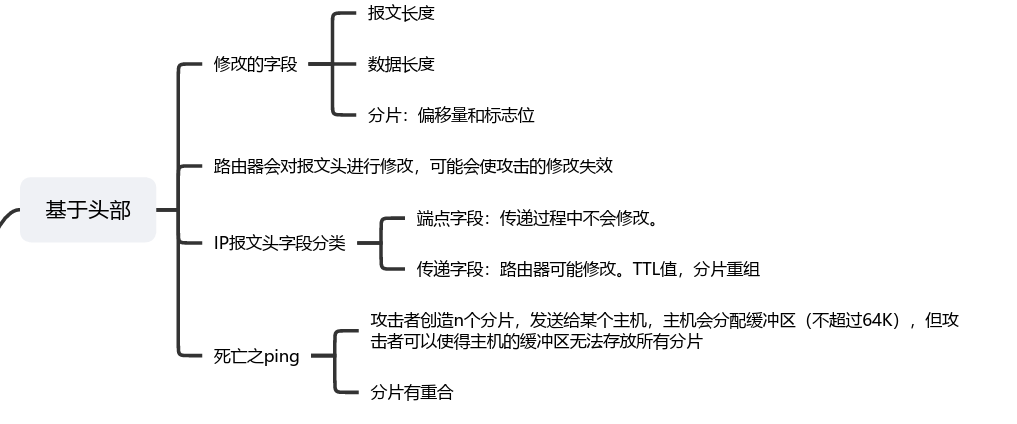 报文长度
修改的字段
数据长度
分片：偏移量和标志位
路由器会对报文头进行修改，可能会使攻击的修改失效
基于头部
端点字段：传递过程中不会修改。
IP报文头字段分类
传递字段：路由器可能修改。TTL值，分片重组
攻击者创造n个分片，发送给某个主机，主机会分配缓冲区（不超过64K），但攻
击者可以使得主机的缓冲区无法存放所有分片
死亡之ping
分片有重合